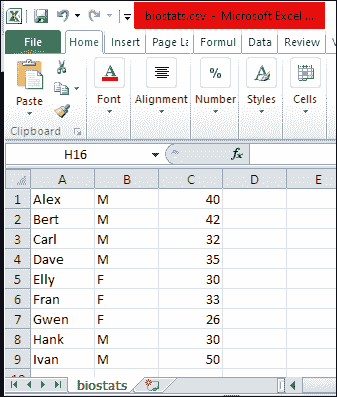 biostats.csv - Microsoft Excel ...
File Home Insert Page La Formul Data Review
Paste Font Alignment Number Styles Cells
Clipboard
H16 fx
A B C D E
1 Alex M 40
2 Bert M 42
3 Carl M 32
4 Dave M 35
5 Elly F 30
6 Fran F 33
7 Gwen F 26
8 Hank M 30
9 Ivan M 50
biostats